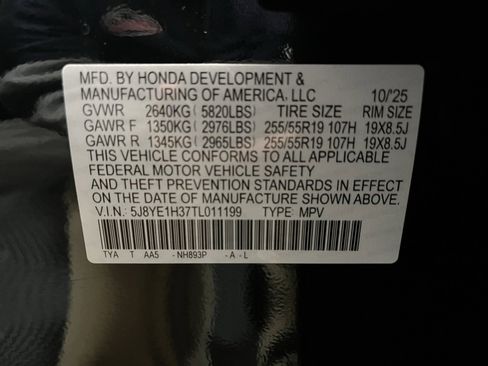 MFD. BY HONDA DEVELOPMENT &
MANUFACTURING OF AMERICA, LLC 10/25
GVWR 2640KG ( 5820LBS) TIRE SIZE RIM SIZE
GAWR F 1350KG ( 2976LBS) 255/55R19 107H 19X8.5J
GAWR R 1345KG ( 2965LBS) 255/55R19 107H 19X8.5J
THIS VEHICLE CONFORMS TO ALL APPLICABLE
FEDERAL MOTOR VEHICLE SAFETY
AND THEFT PREVENTION STANDARDS IN EFFECT
ON THE DATE OF MANUFACTURE SHOWN ABOVE.
V.I.N.: 5J8YE1H37TL011199 TYPE: MPV
TYA T AA5 - NH893P - A - L